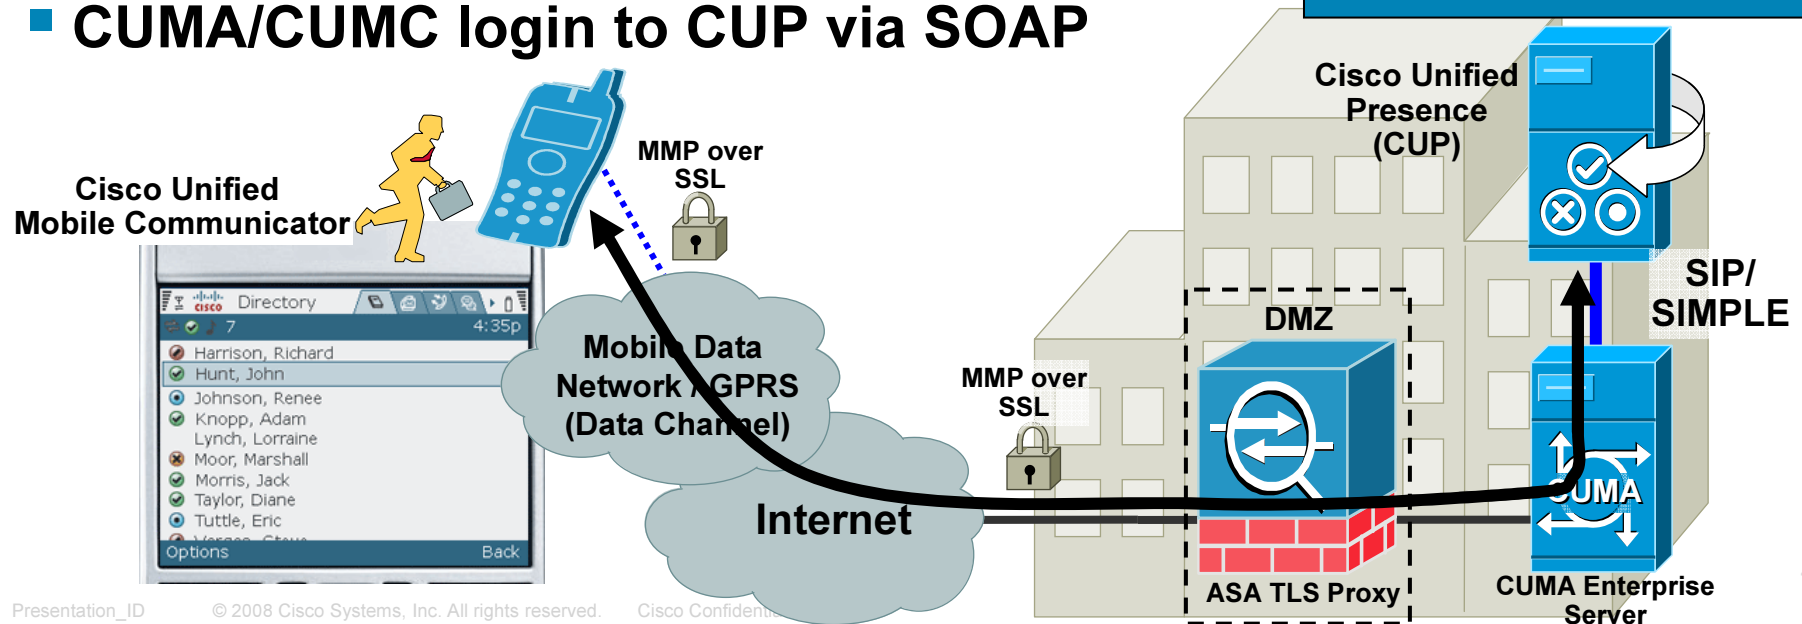 CUMA/CUMC login to CUP via SOAP
Cisco Unified
Presence
(CUP)
MMP over
SSL
Cisco Unified
Mobile Communicator
SIP/
SIMPLE
CISCO Directory
7 4:35p
Harrison, Richard
Hunt, John
Johnson, Renee
Knopp, Adam
Lynch, Lorraine
Moor, Marshall
Morris, Jack
Taylor, Diane
Tuttle, Eric
Options Back
Mobile Data
Network / GPRS
(Data Channel)
Internet
MMP over
SSL
DMZ
ASA TLS Proxy
CUMA
CUMA Enterprise
Server
Presentation_ID © 2008 Cisco Systems, Inc. All rights reserved. Cisco